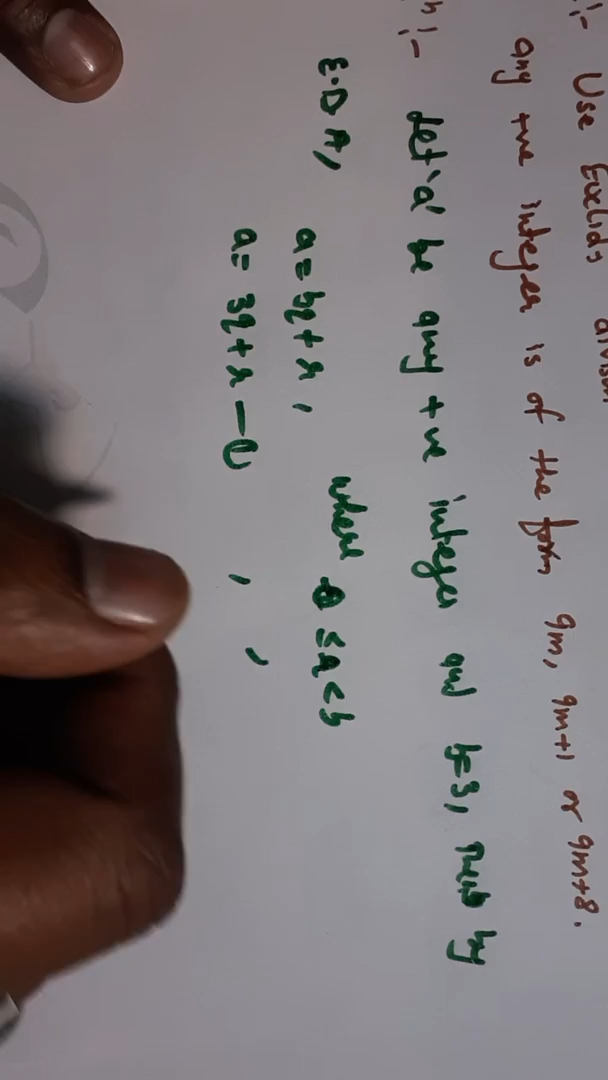 :- Use Euclids division
any +ve integer is of the form 9m, 9m+1 or 9m+8.
n :- Let 'a' be any +ve integer and b=3, then by
E.D A,
a = bq + r, where 0 ≤ r < b
a = 3q + r — (1) , ,